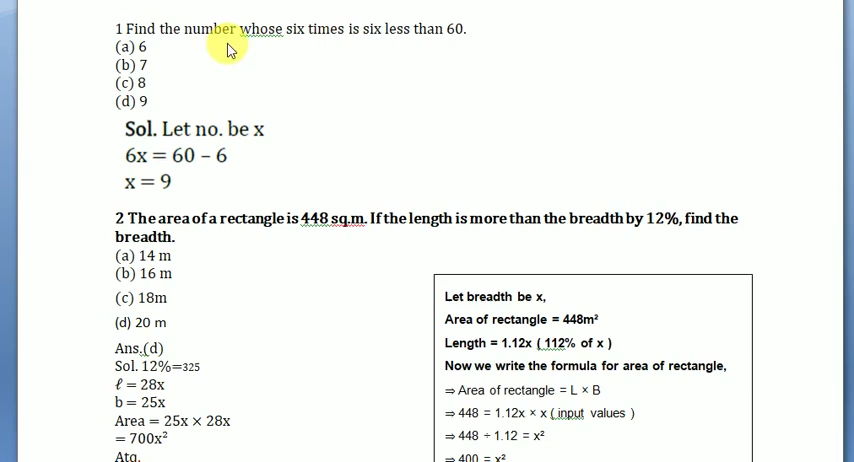 1 Find the number whose six times is six less than 60.
(a) 6
(b) 7
(c) 8
(d) 9
Sol. Let no. be x
6x = 60 – 6
x = 9
2 The area of a rectangle is 448 sq.m. If the length is more than the breadth by 12%, find the
breadth.
(a) 14 m
(b) 16 m
(c) 18m
(d) 20 m
Ans.(d)
Sol. 12%=325
ℓ = 28x
b = 25x
Area = 25x × 28x
= 700x²
Atq.
Let breadth be x,
Area of rectangle = 448m²
Length = 1.12x ( 112% of x )
Now we write the formula for area of rectangle,
⇒ Area of rectangle = L × B
⇒ 448 = 1.12x × x ( input values )
⇒ 448 ÷ 1.12 = x²
⇒ 400 = x²